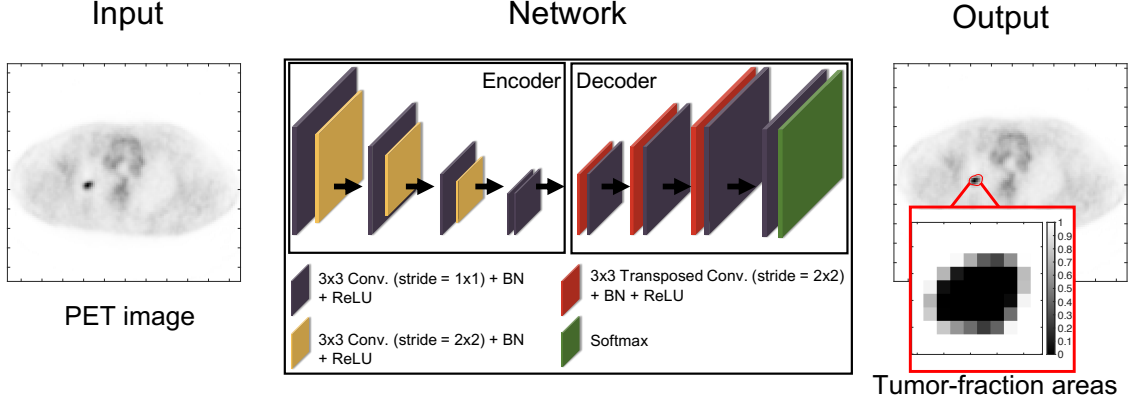 Input
Network
Output
Encoder
Decoder
3x3 Conv. (stride = 1x1) + BN
+ ReLU
3x3 Transposed Conv. (stride = 2x2)
+ BN + ReLU
3x3 Conv. (stride = 2x2) + BN
+ ReLU
Softmax
PET image
1
0.9
0.8
0.7
0.6
0.5
0.4
0.3
0.2
0.1
0
Tumor-fraction areas